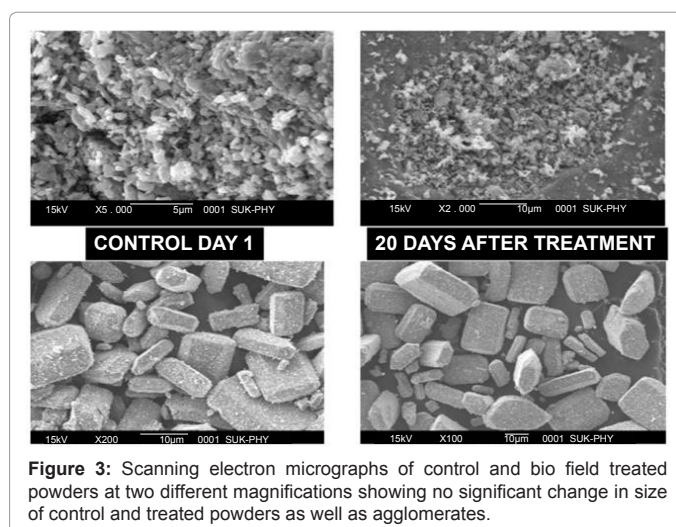 15kV X5 . 000 5μm 0001 SUK-PHY
15kV X2 . 000 10μm 0001 SUK-PHY
CONTROL DAY 1
20 DAYS AFTER TREATMENT
15kV X200 10μm 0001 SUK-PHY
15kV X100 10μm 0001 SUK-PHY
Figure 3: Scanning electron micrographs of control and bio field treated
powders at two different magnifications showing no significant change in size
of control and treated powders as well as agglomerates.